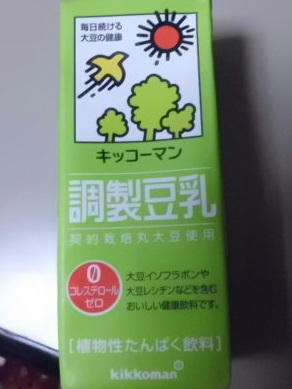 毎日続ける
大豆の健康
キッコーマン
調製豆乳
契約栽培丸大豆使用
0
コレステロール
ゼロ
大豆イソフラボンや
大豆レシチンなどを含む
おいしい健康飲料です。
[植物性たんぱく飲料]
kikkoman